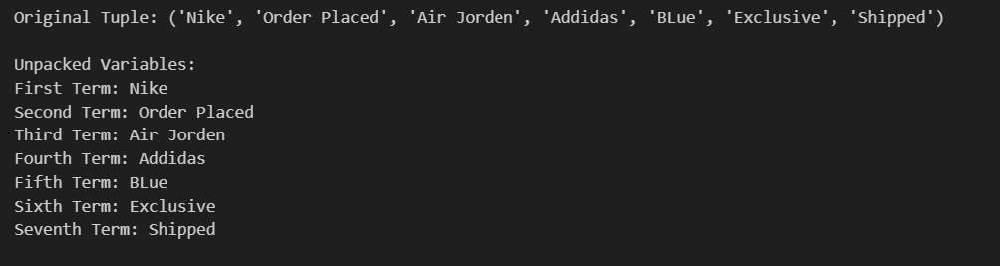 Original Tuple: ('Nike', 'Order Placed', 'Air Jorden', 'Addidas', 'BLue', 'Exclusive', 'Shipped')
Unpacked Variables:
First Term: Nike
Second Term: Order Placed
Third Term: Air Jorden
Fourth Term: Addidas
Fifth Term: BLue
Sixth Term: Exclusive
Seventh Term: Shipped